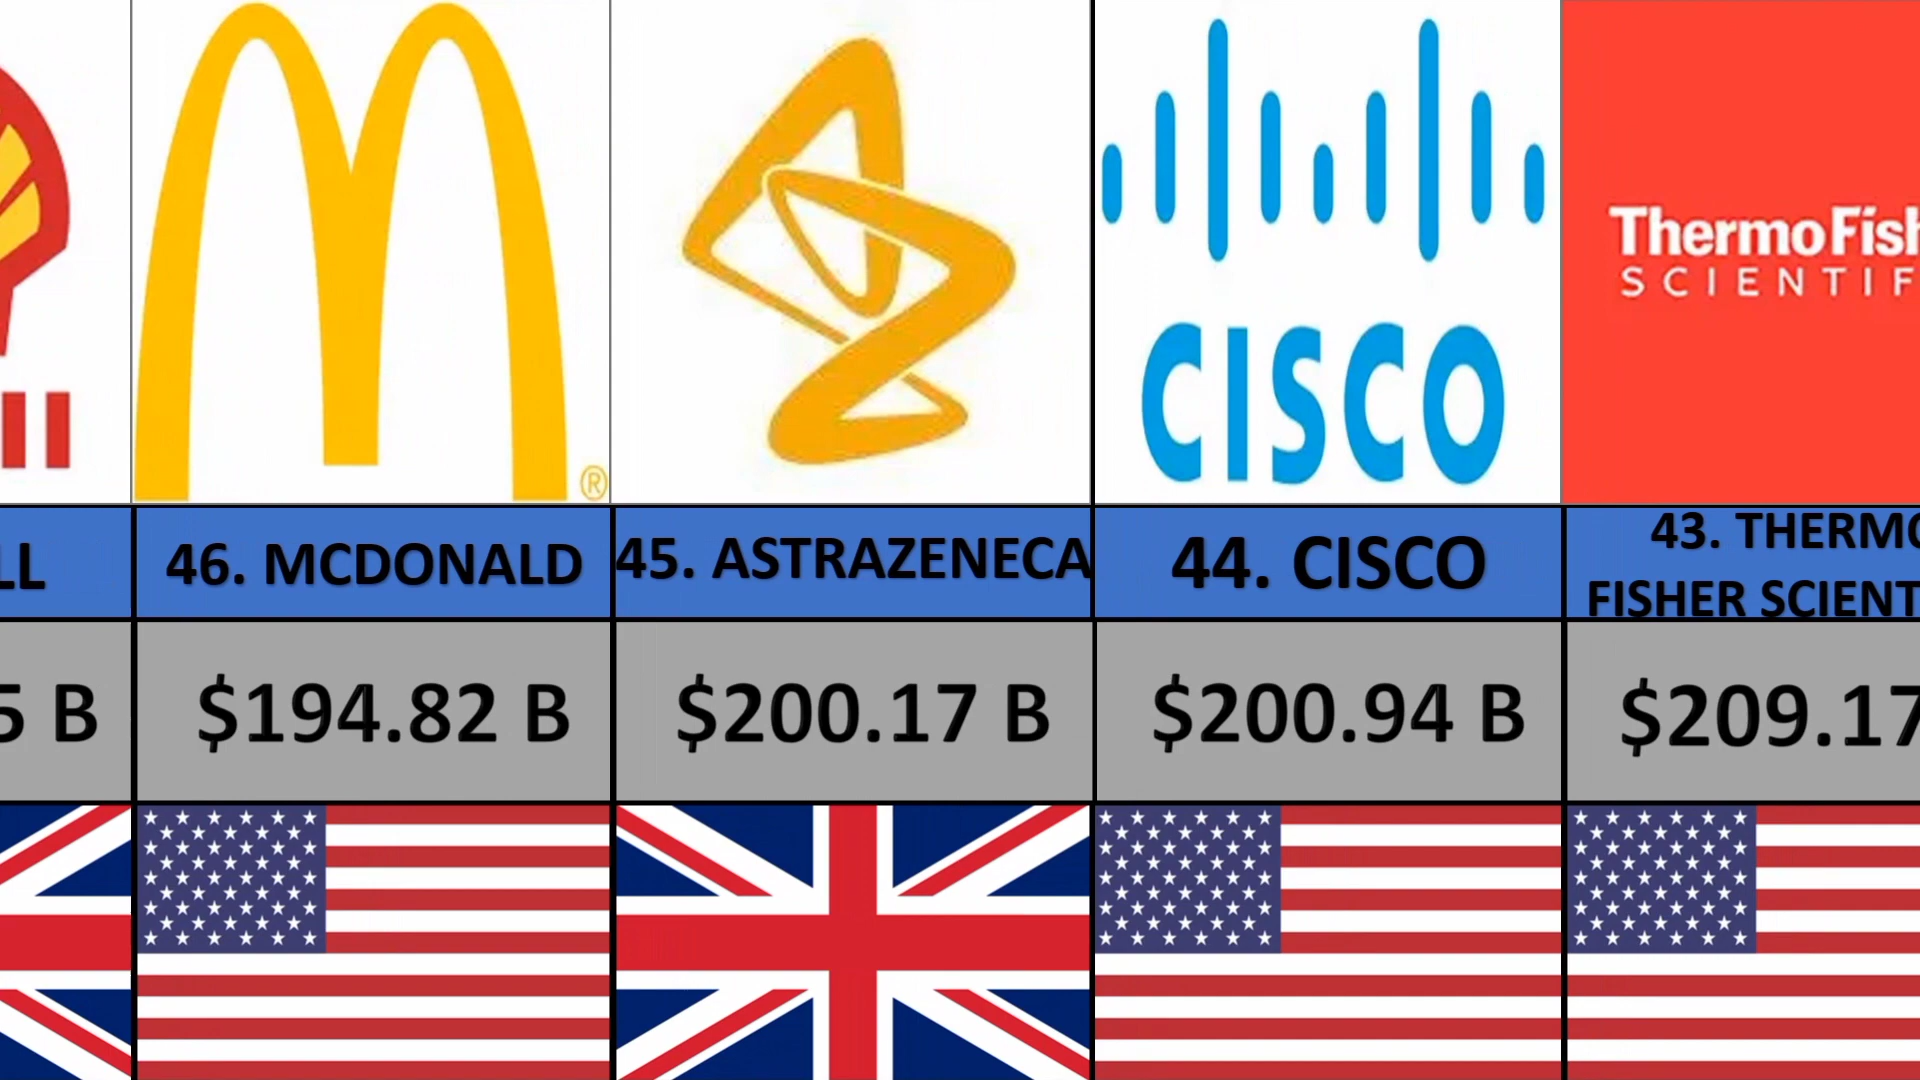 ®
CISCO
ThermoFish
SCIENTIF
LL
46. MCDONALD
45. ASTRAZENECA
44. CISCO
43. THERMO
FISHER SCIENT
5 B
$194.82 B
$200.17 B
$200.94 B
$209.17